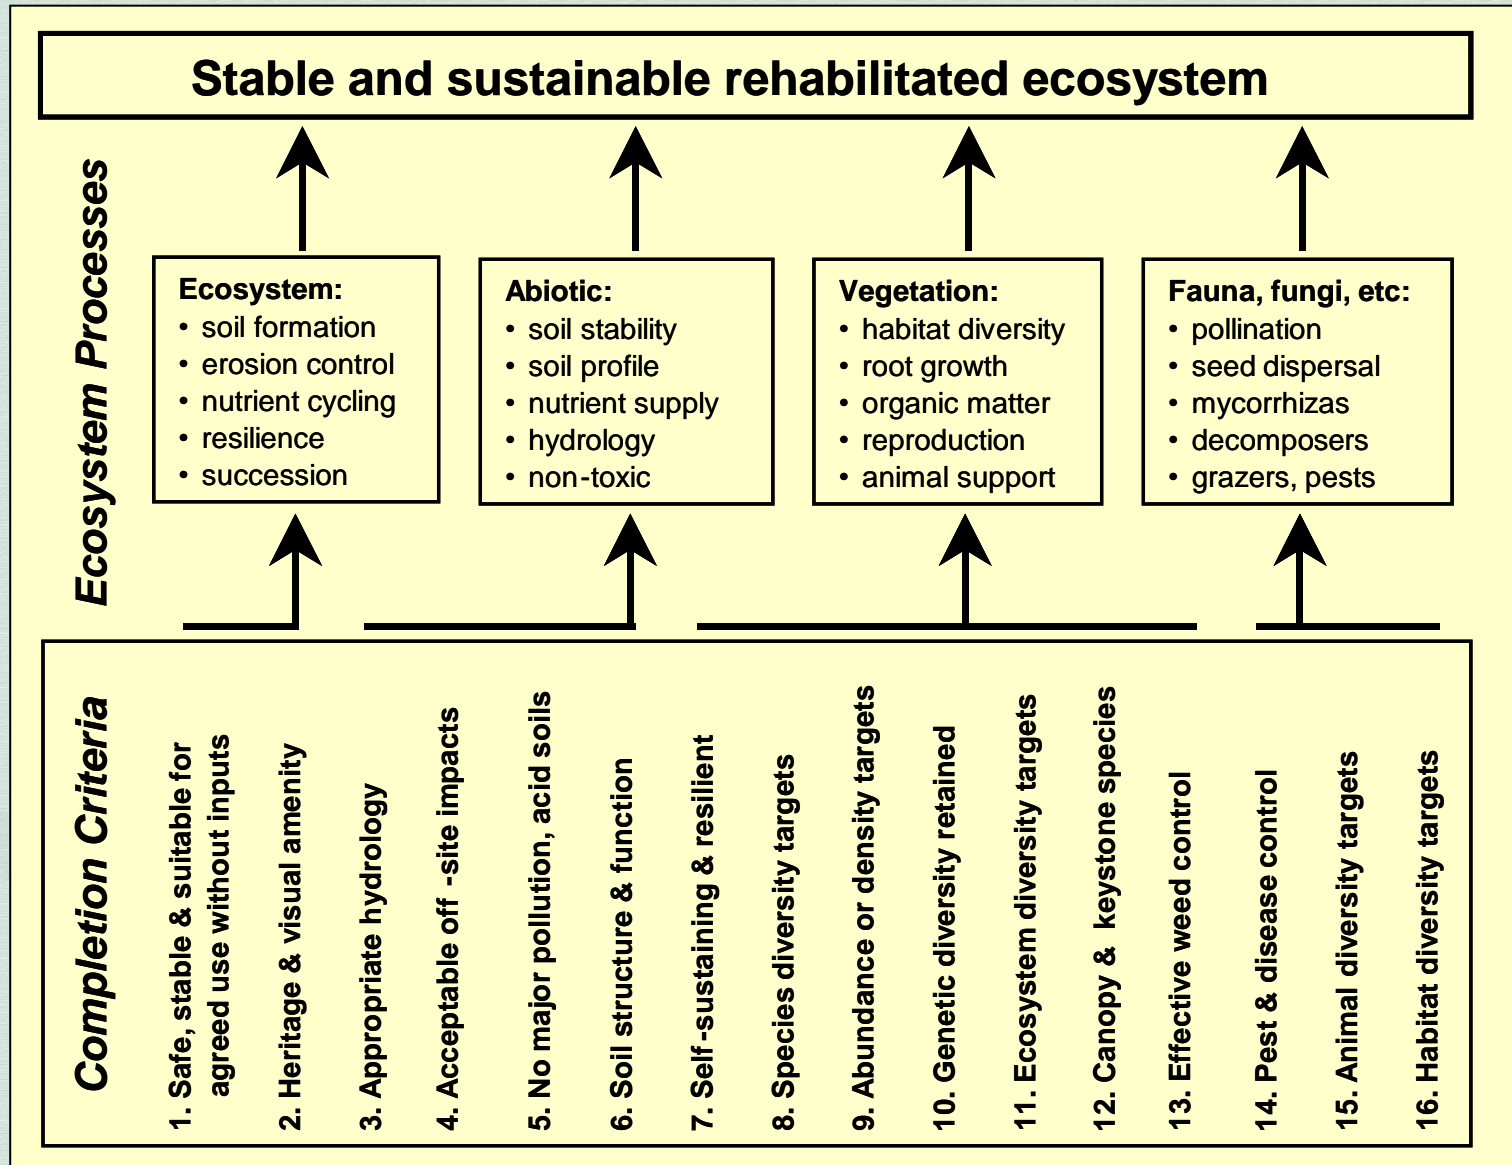 Stable and sustainable rehabilitated ecosystem
Ecosystem Processes
Ecosystem:
• soil formation
• erosion control
• nutrient cycling
• resilience
• succession
Abiotic:
• soil stability
• soil profile
• nutrient supply
• hydrology
• non-toxic
Vegetation:
• habitat diversity
• root growth
• organic matter
• reproduction
• animal support
Fauna, fungi, etc:
• pollination
• seed dispersal
• mycorrhizas
• decomposers
• grazers, pests
Completion Criteria
1. Safe, stable & suitable for
agreed use without inputs
2. Heritage & visual amenity
3. Appropriate hydrology
4. Acceptable off -site impacts
5. No major pollution, acid soils
6. Soil structure & function
7. Self-sustaining & resilient
8. Species diversity targets
9. Abundance or density targets
10. Genetic diversity retained
11. Ecosystem diversity targets
12. Canopy & keystone species
13. Effective weed control
14. Pest & disease control
15. Animal diversity targets
16. Habitat diversity targets